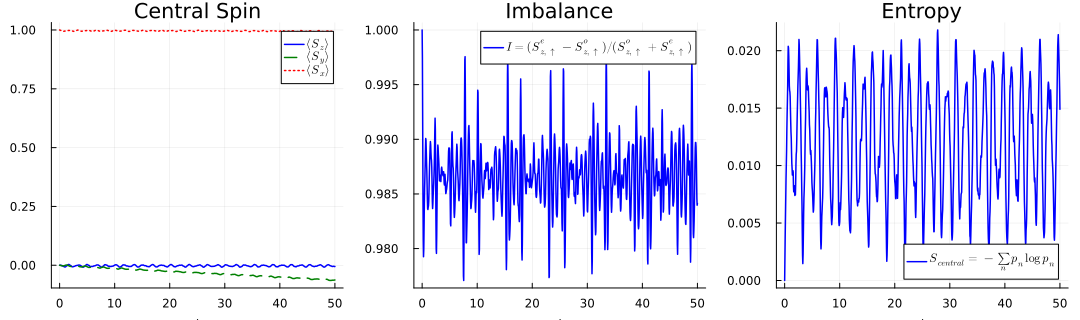 Central Spin
1.00
0.75
0.50
0.25
0.00
0 10 20 30 40 50
⟨S_z⟩
⟨S_y⟩
⟨S_x⟩
Imbalance
1.000
0.995
0.990
0.985
0.980
0 10 20 30 40 50
I = (S^e_{z,↑} − S^o_{z,↑})/(S^o_{z,↑} + S^e_{z,↑})
Entropy
0.020
0.015
0.010
0.005
0.000
0 10 20 30 40 50
S_{central} = − ∑_n p_n log p_n